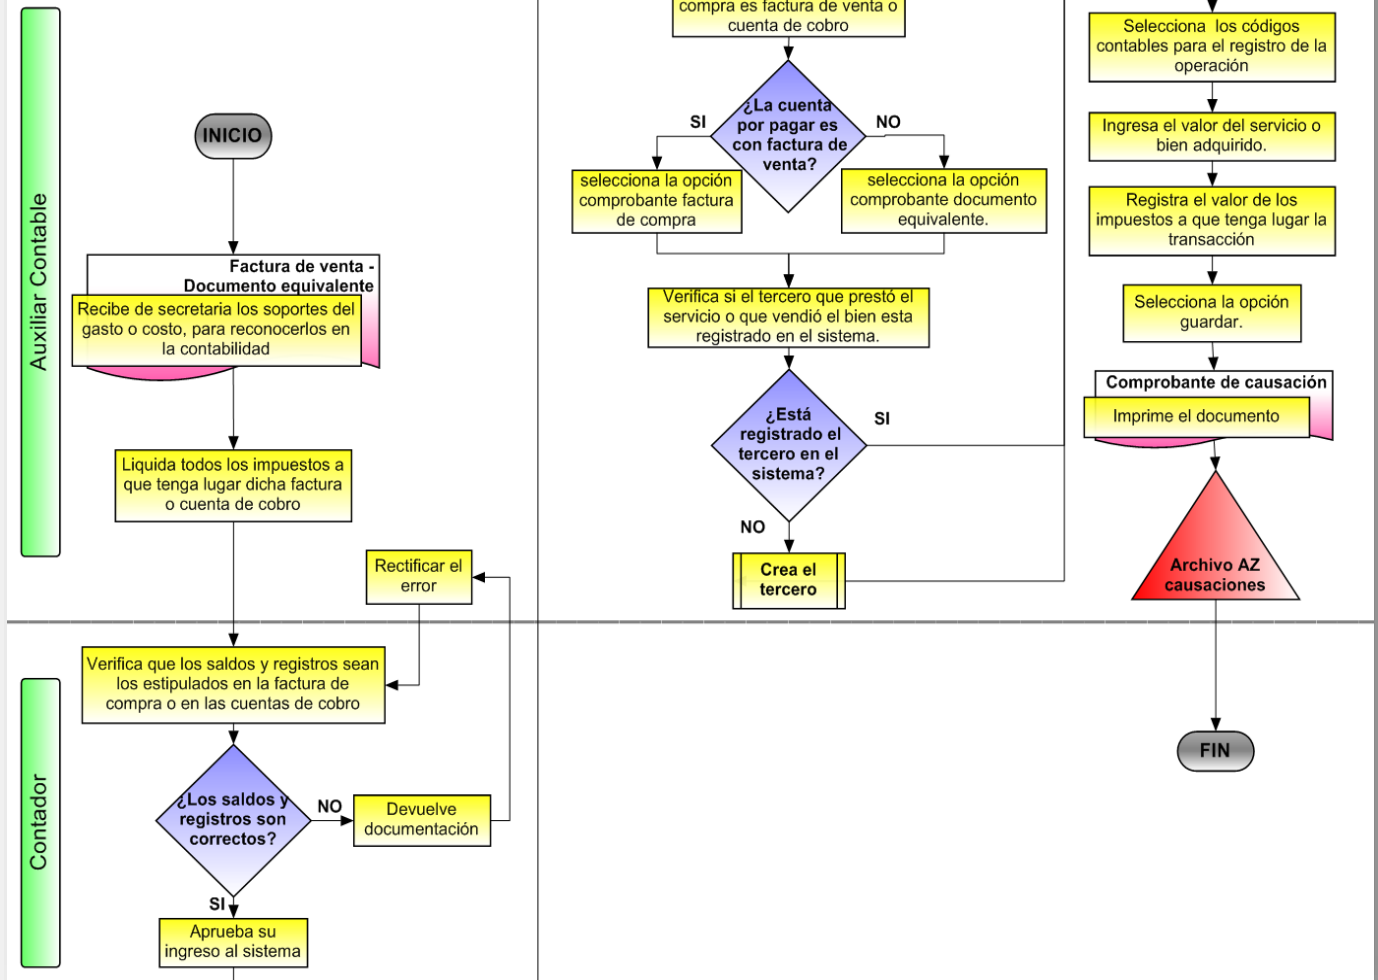 Auxiliar Contable
INICIO
Factura de venta -
Documento equivalente
Recibe de secretaria los soportes del
gasto o costo, para reconocerlos en
la contabilidad
Liquida todos los impuestos a
que tenga lugar dicha factura
o cuenta de cobro
Rectificar el
error
Contador
Verifica que los saldos y registros sean
los estipulados en la factura de
compra o en las cuentas de cobro
¿Los saldos y
registros son
correctos?
NO
Devuelve
documentación
SI
Aprueba su
ingreso al sistema
compra es factura de venta o
cuenta de cobro
¿La cuenta
por pagar es
con factura de
venta?
SI
NO
selecciona la opción
comprobante factura
de compra
selecciona la opción
comprobante documento
equivalente.
Verifica si el tercero que prestó el
servicio o que vendió el bien esta
registrado en el sistema.
¿Está
registrado el
tercero en el
sistema?
SI
NO
Crea el
tercero
Selecciona  los códigos
contables para el registro de la
operación
Ingresa el valor del servicio o
bien adquirido.
Registra el valor de los
impuestos a que tenga lugar la
transacción
Selecciona la opción
guardar.
Comprobante de causación
Imprime el documento
Archivo AZ
causaciones
FIN